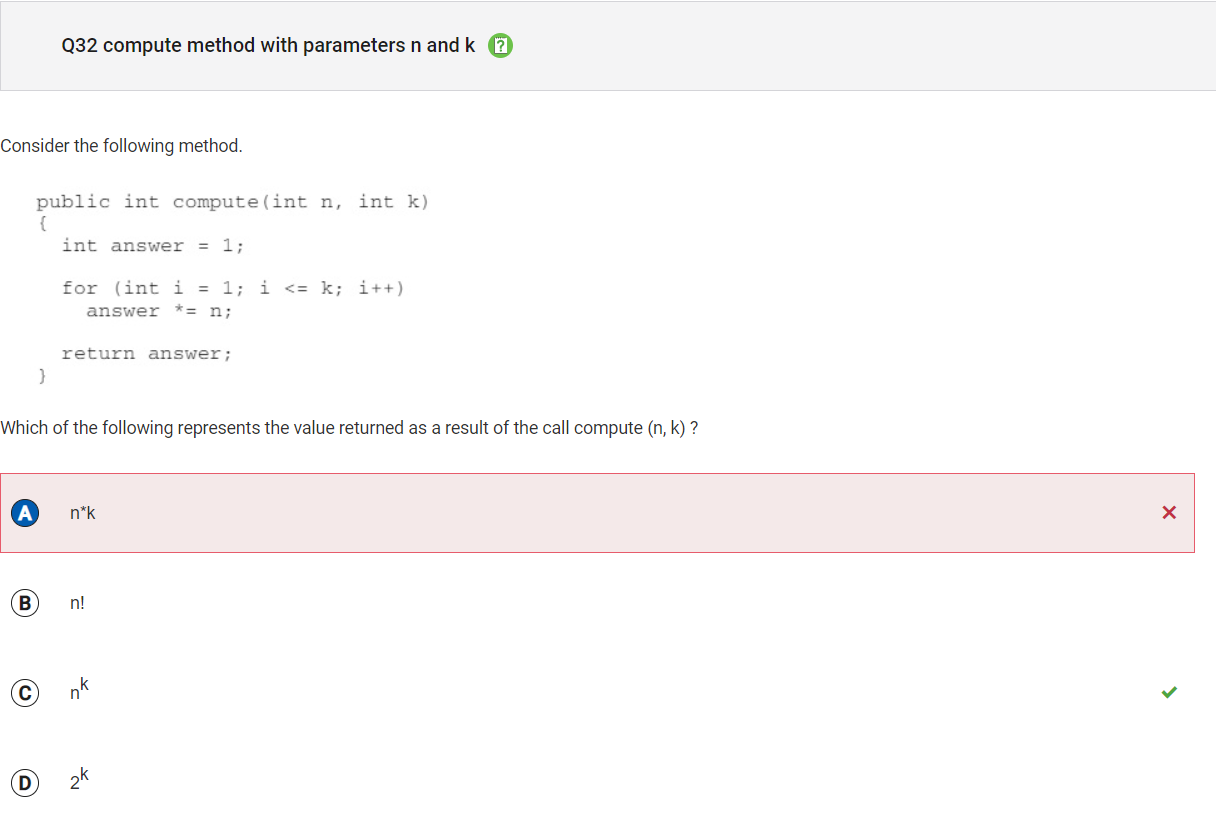 Q32 compute method with parameters n and k ?
Consider the following method.
public int compute(int n, int k)
{
int answer = 1;
for (int i = 1; i <= k; i++)
answer *= n;
return answer;
}
Which of the following represents the value returned as a result of the call compute (n, k) ?
A n*k
B n!
C n^k
D 2^k